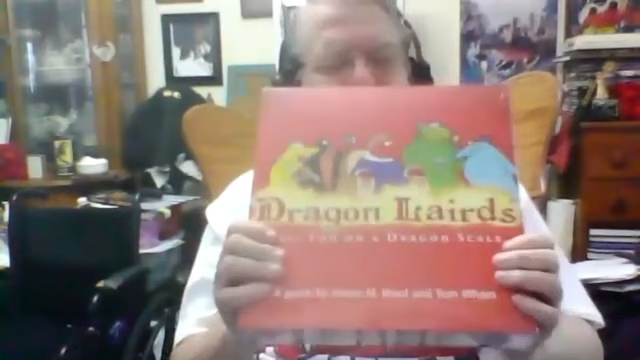 Dragon Lairds
Fun on a Dragon Scale
A game by James M. Ward and Tom Wham